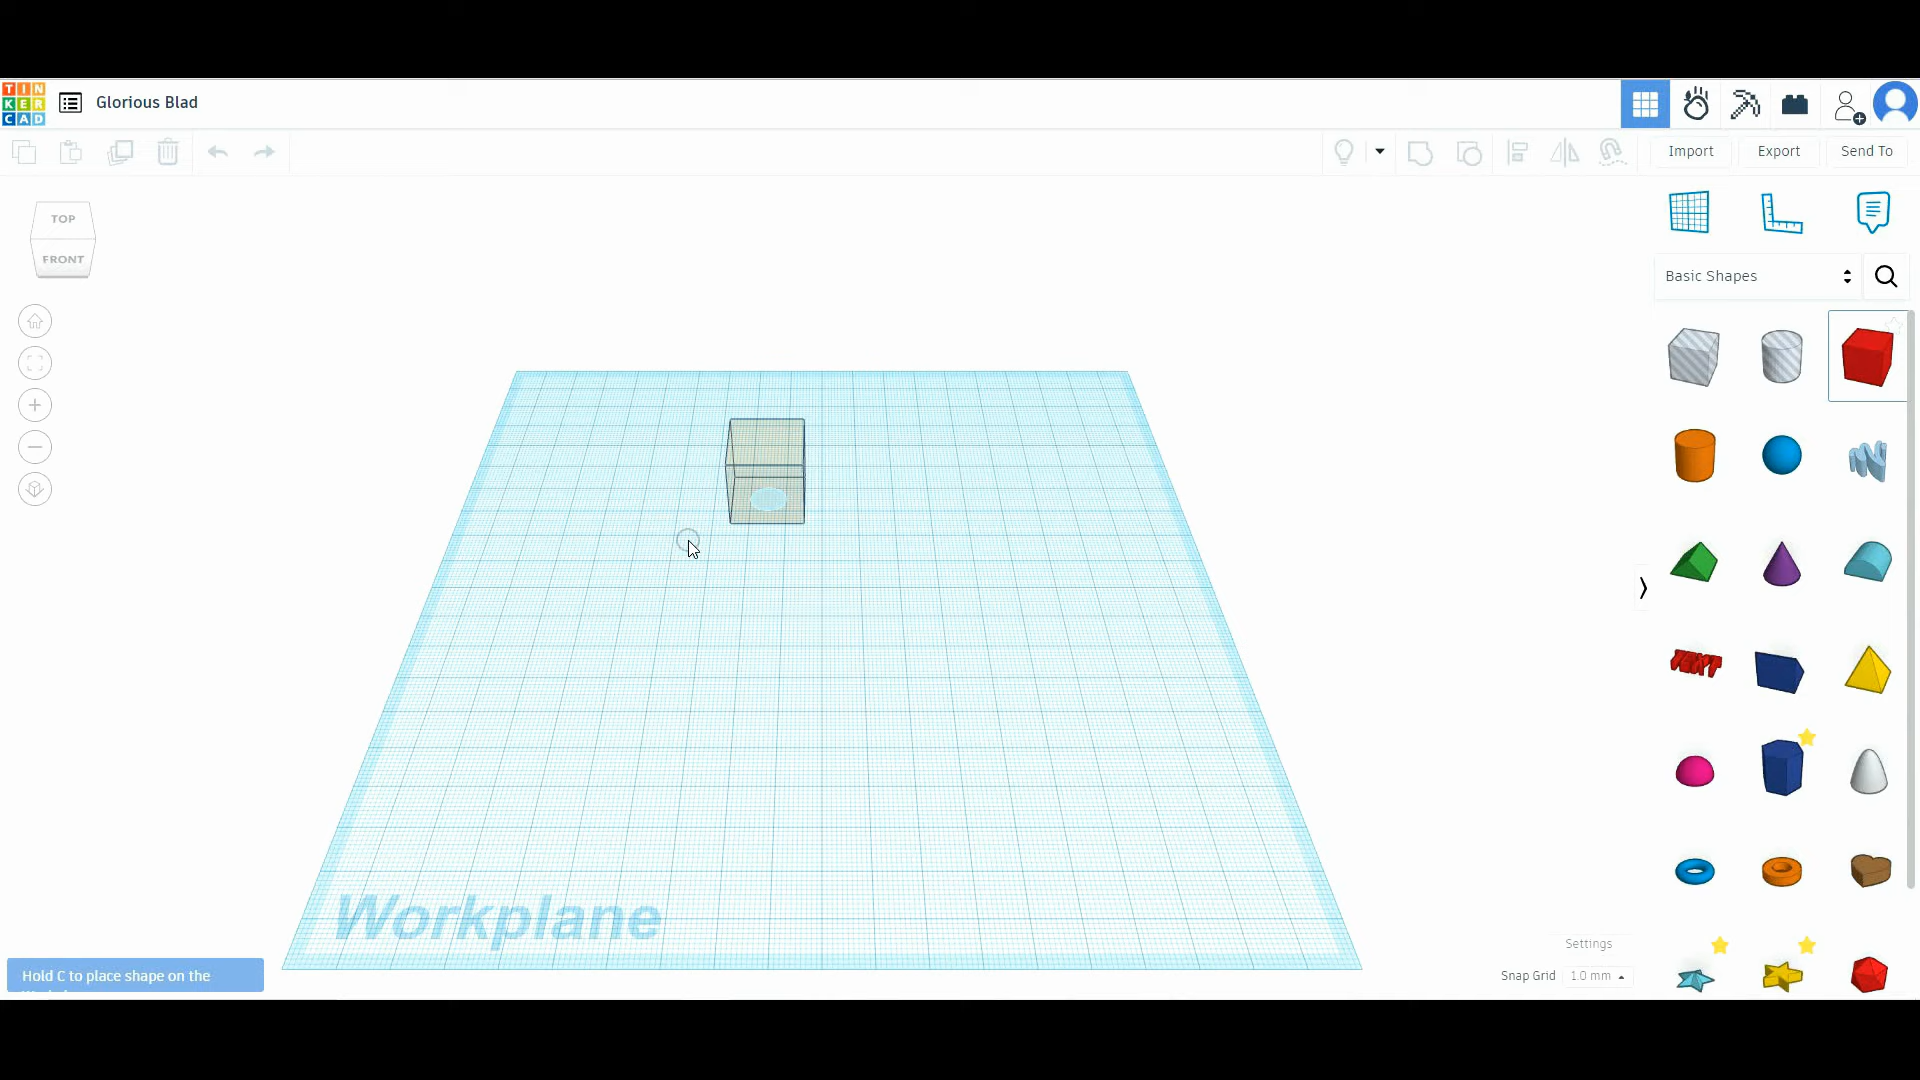 TIN
KER
CAD
Glorious Blad
Import
Export
Send To
TOP
FRONT
Basic Shapes
TEXT
Workplane
Settings
Hold C to place shape on the
Snap Grid
1.0 mm